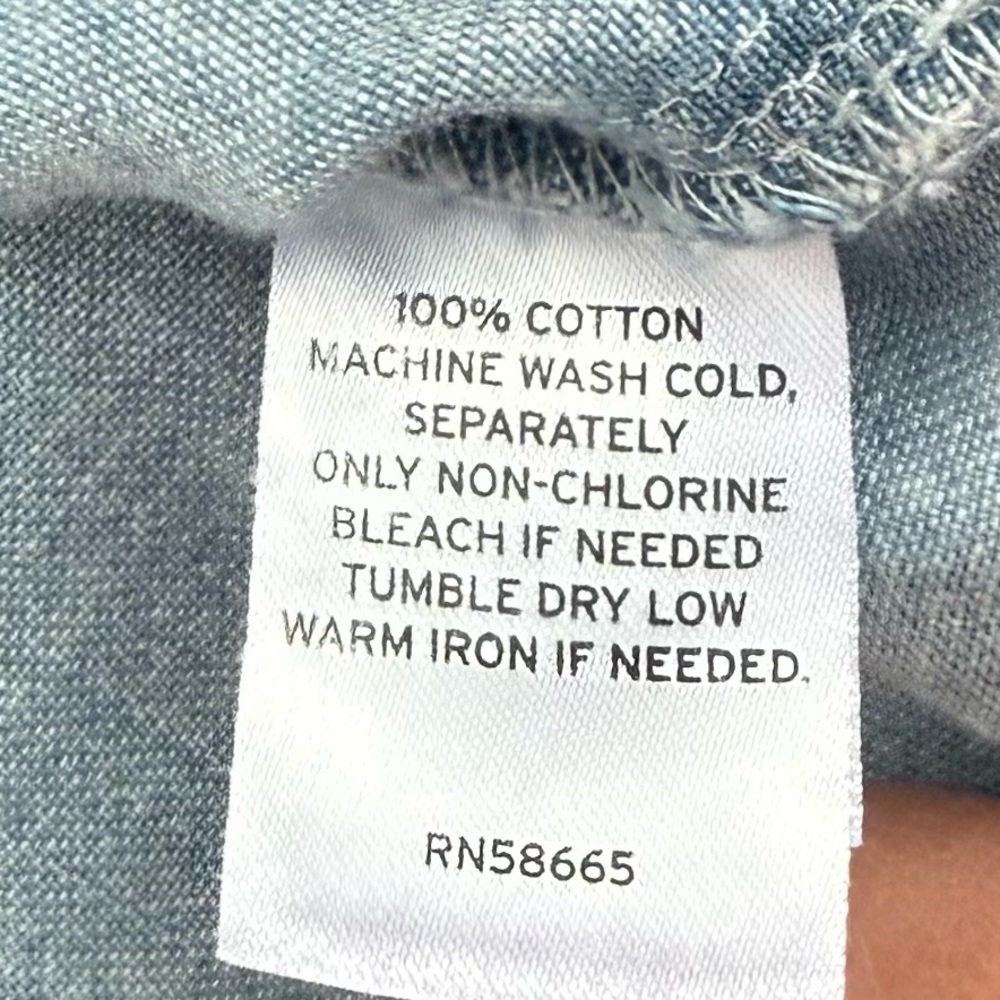 100% COTTON
MACHINE WASH COLD,
SEPARATELY
ONLY NON-CHLORINE
BLEACH IF NEEDED
TUMBLE DRY LOW
WARM IRON IF NEEDED.
RN58665